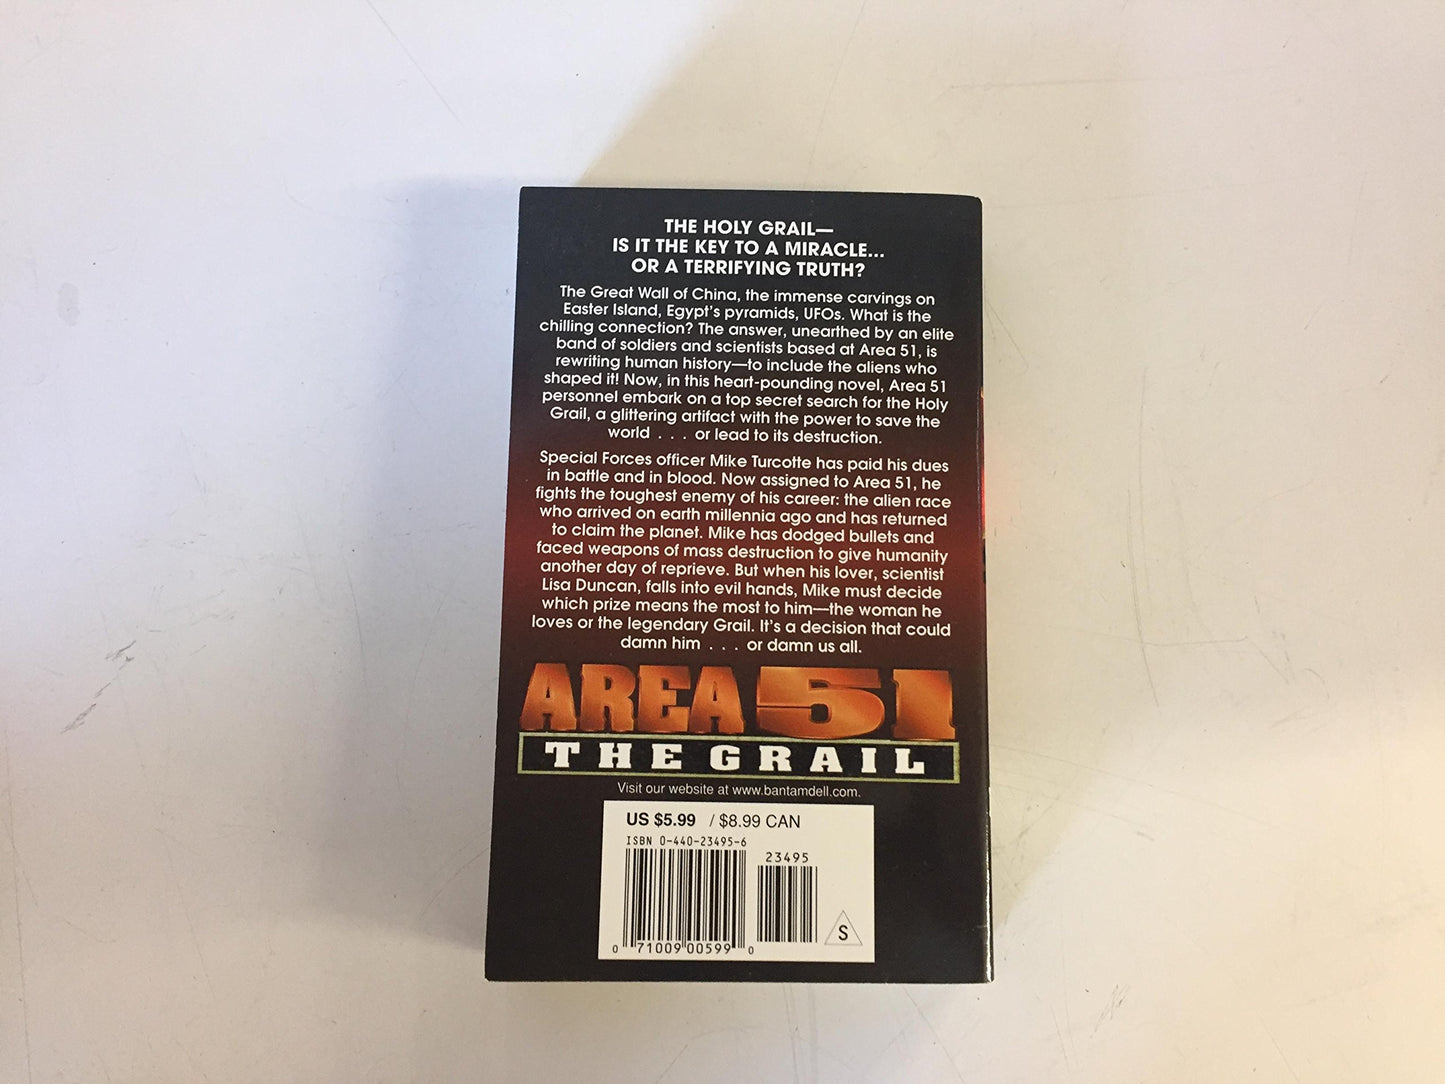 THE HOLY GRAIL—
IS IT THE KEY TO A MIRACLE...
OR A TERRIFYING TRUTH?
The Great Wall of China, the immense carvings on
Easter Island, Egypt's pyramids, UFOs. What is the
chilling connection? The answer, unearthed by an elite
band of soldiers and scientists based at Area 51, is
rewriting human history—to include the aliens who
shaped it! Now, in this heart-pounding novel, Area 51
personnel embark on a top secret search for the Holy
Grail, a glittering artifact with the power to save the
world . . . or lead to its destruction.
Special Forces officer Mike Turcotte has paid his dues
in battle and in blood. Now assigned to Area 51, he
fights the toughest enemy of his career: the alien race
who arrived on earth millennia ago and has returned
to claim the planet. Mike has dodged bullets and
faced weapons of mass destruction to give humanity
another day of reprieve. But when his lover, scientist
Lisa Duncan, falls into evil hands, Mike must decide
which prize means the most to him—the woman he
loves or the legendary Grail. It's a decision that could
damn him . . . or damn us all.
AREA 51
THE GRAIL
Visit our website at www.bantamdell.com.
US $5.99 / $8.99 CAN
ISBN 0-440-23495-6
23495
S
0 71009 00599 0